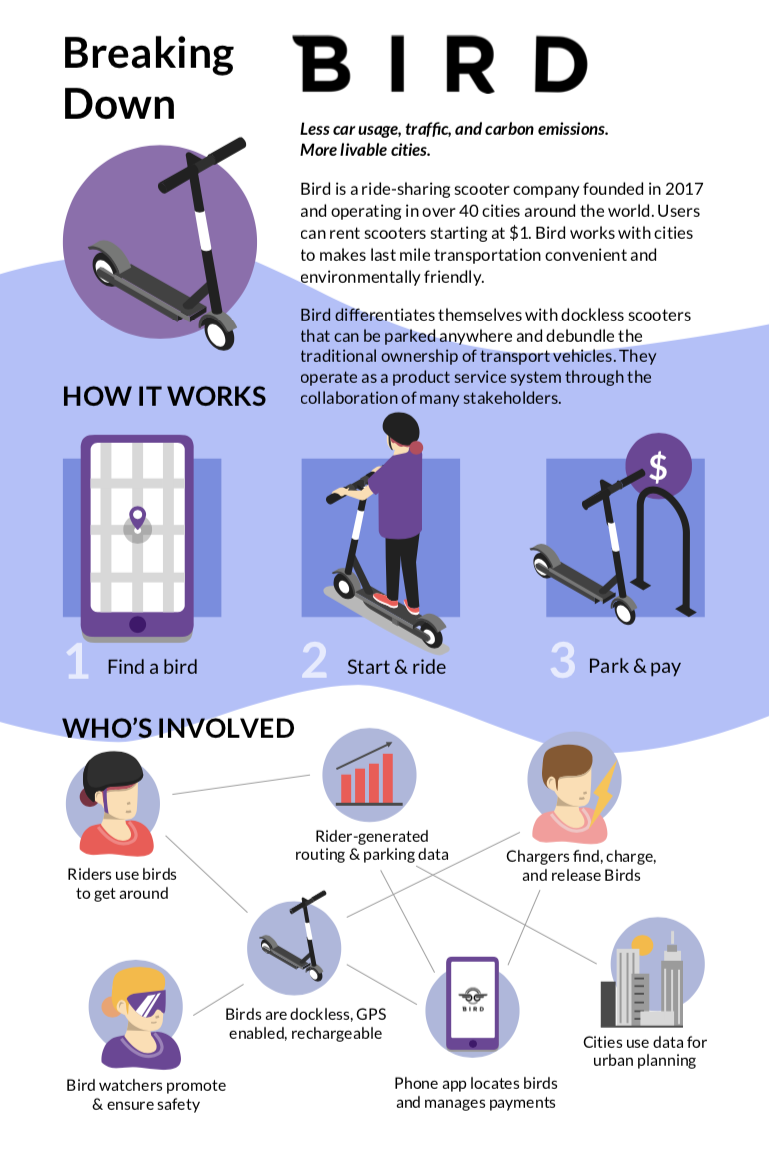 Breaking
Down
BIRD
Less car usage, traffic, and carbon emissions.
More livable cities.
Bird is a ride-sharing scooter company founded in 2017
and operating in over 40 cities around the world. Users
can rent scooters starting at $1. Bird works with cities
to makes last mile transportation convenient and
environmentally friendly.
Bird differentiates themselves with dockless scooters
that can be parked anywhere and debundle the
traditional ownership of transport vehicles. They
operate as a product service system through the
collaboration of many stakeholders.
HOW IT WORKS
$
1 Find a bird
2 Start & ride
3 Park & pay
WHO'S INVOLVED
Rider-generated
routing & parking data
Chargers find, charge,
and release Birds
Riders use birds
to get around
BIRD
Birds are dockless, GPS
enabled, rechargeable
Cities use data for
urban planning
Bird watchers promote
& ensure safety
Phone app locates birds
and manages payments